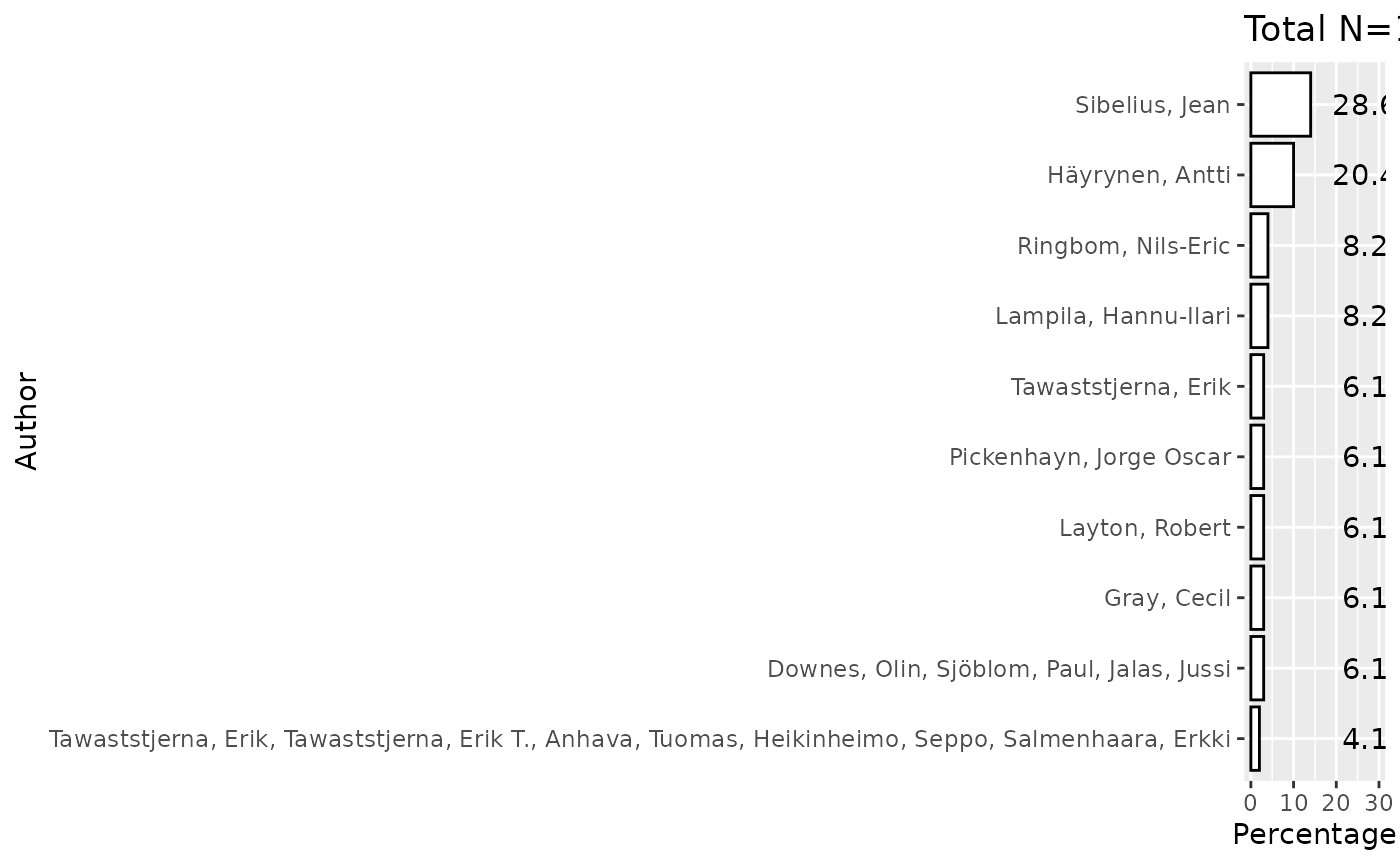 Total N=
Sibelius, Jean
28.6
Häyrynen, Antti
20.4
Ringbom, Nils-Eric
8.2
Lampila, Hannu-Ilari
8.2
Tawaststjerna, Erik
6.1
Pickenhayn, Jorge Oscar
6.1
Layton, Robert
6.1
Gray, Cecil
6.1
Downes, Olin, Sjöblom, Paul, Jalas, Jussi
6.1
Tawaststjerna, Erik, Tawaststjerna, Erik T., Anhava, Tuomas, Heikinheimo, Seppo, Salmenhaara, Erkki
4.1
Author
0 10 20 30
Percentage